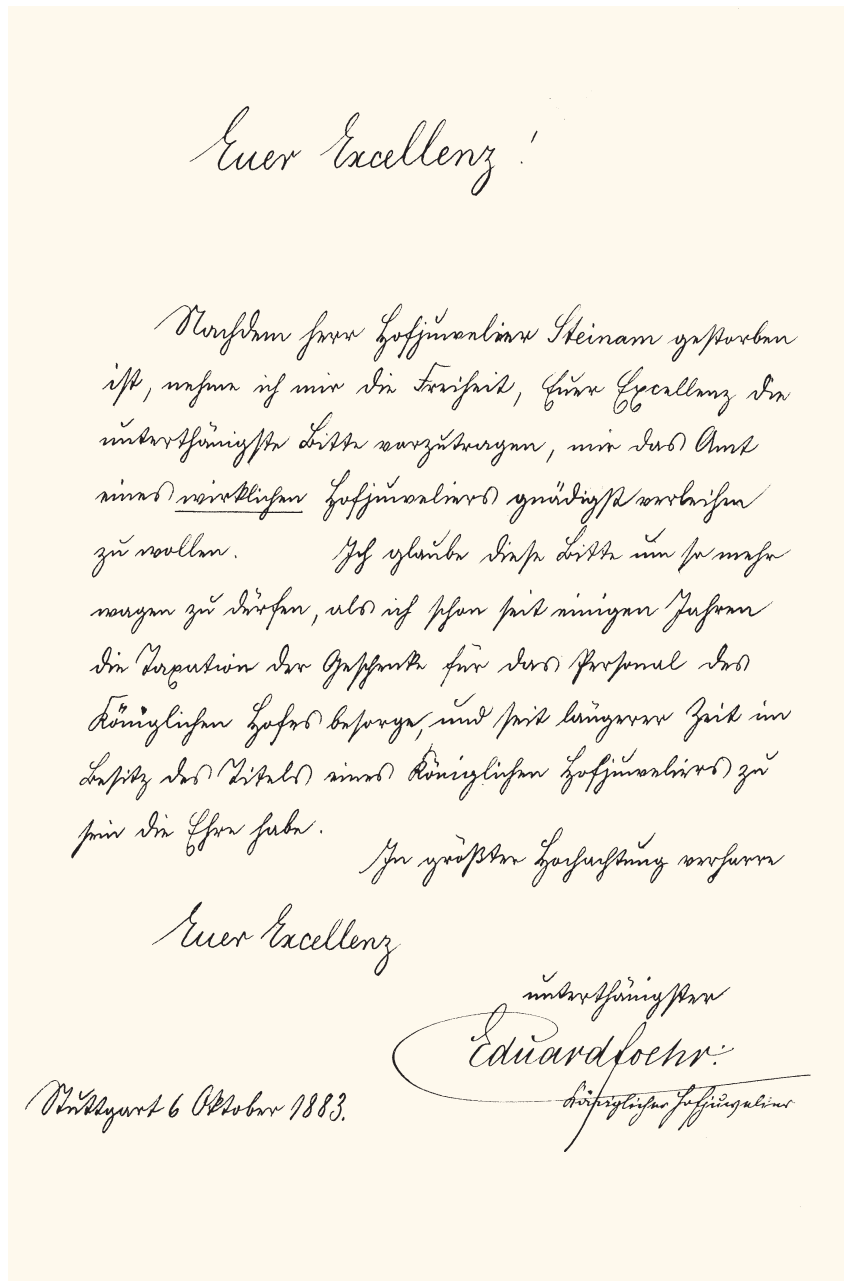 Euer Excellenz!
Nachdem Herr Hofjuwelier Steinam gestorben
ist, nehme ich mir die Freiheit, Euer Excellenz die
unterthänigste Bitte vorzutragen, mir das Amt
eines wirklichen Hofjuweliers gnädigst verleihen
zu wollen. Ich glaube diese Bitte um so mehr
wagen zu dürfen, als ich schon seit einigen Jahren
die Taxation der Geschenke für das Personal des
Königlichen Hofes besorge, und seit längerer Zeit im
Besitz des Titels eines Königlichen Hofjuweliers zu
sein die Ehre habe.
In größter Hochachtung verharre
Euer Excellenz
unterthänigster
Eduard Foehr.
Königlicher Hofjuwelier
Stuttgart 6 Oktober 1883.